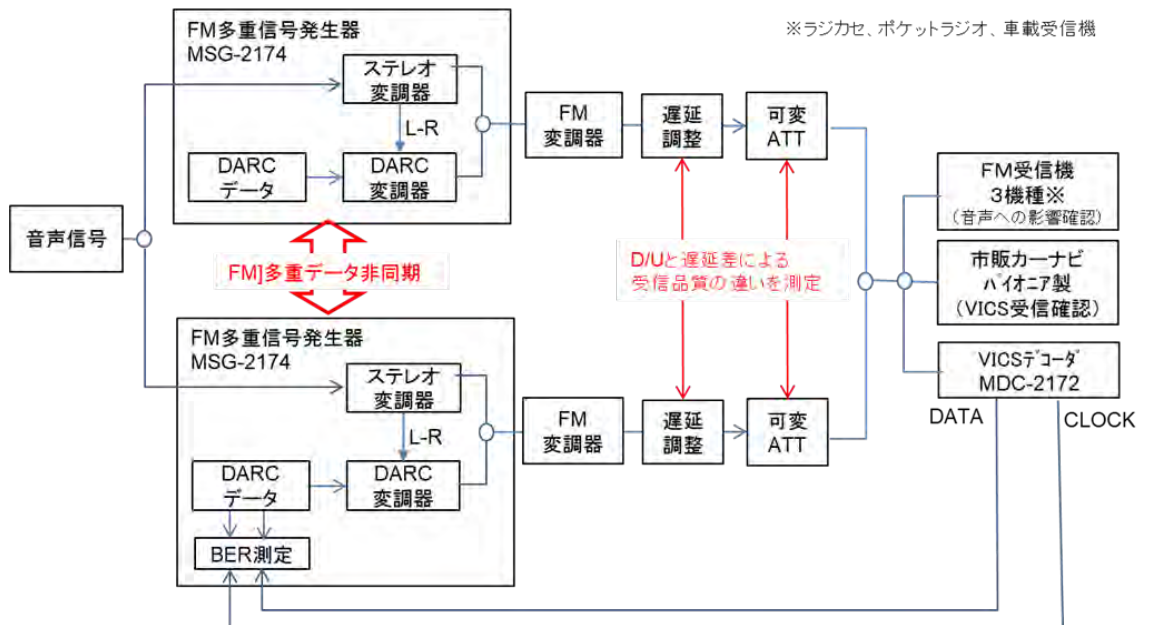 FM多重信号発生器
MSG-2174
※ラジカセ、ポケットラジオ、車載受信機
ステレオ
変調器
L-R
DARC
データ
DARC
変調器
FM
変調器
遅延
調整
可変
ATT
音声信号
FM]多重データ非同期
D/Uと遅延差による
受信品質の違いを測定
FM受信機
3機種※
(音声への影響確認)
市販カーナビ
パイオニア製
(VICS受信確認)
VICSデコーダ
MDC-2172
DATA
CLOCK
FM多重信号発生器
MSG-2174
ステレオ
変調器
L-R
DARC
データ
DARC
変調器
BER測定
FM
変調器
遅延
調整
可変
ATT